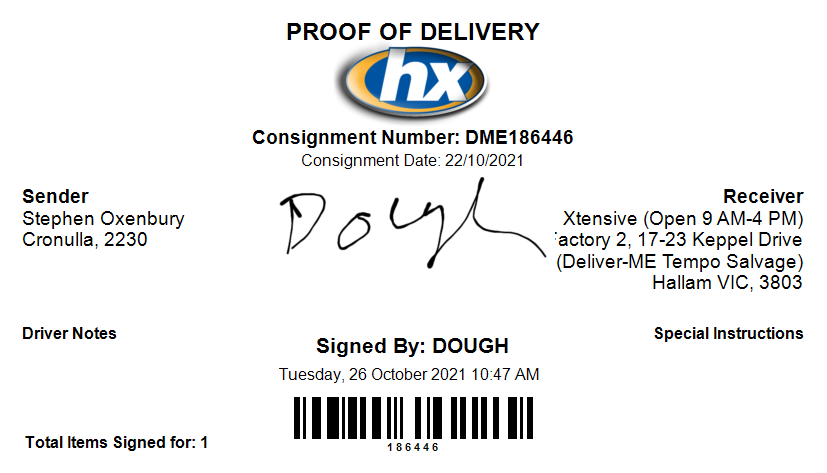 PROOF OF DELIVERY
hx
Consignment Number: DME186446
Consignment Date: 22/10/2021
Sender
Stephen Oxenbury
Cronulla, 2230
Dough
Receiver
Xtensive (Open 9 AM-4 PM)
Factory 2, 17-23 Keppel Drive
(Deliver-ME Tempo Salvage)
Hallam VIC, 3803
Driver Notes
Special Instructions
Signed By: DOUGH
Tuesday, 26 October 2021 10:47 AM
186446
Total Items Signed for: 1